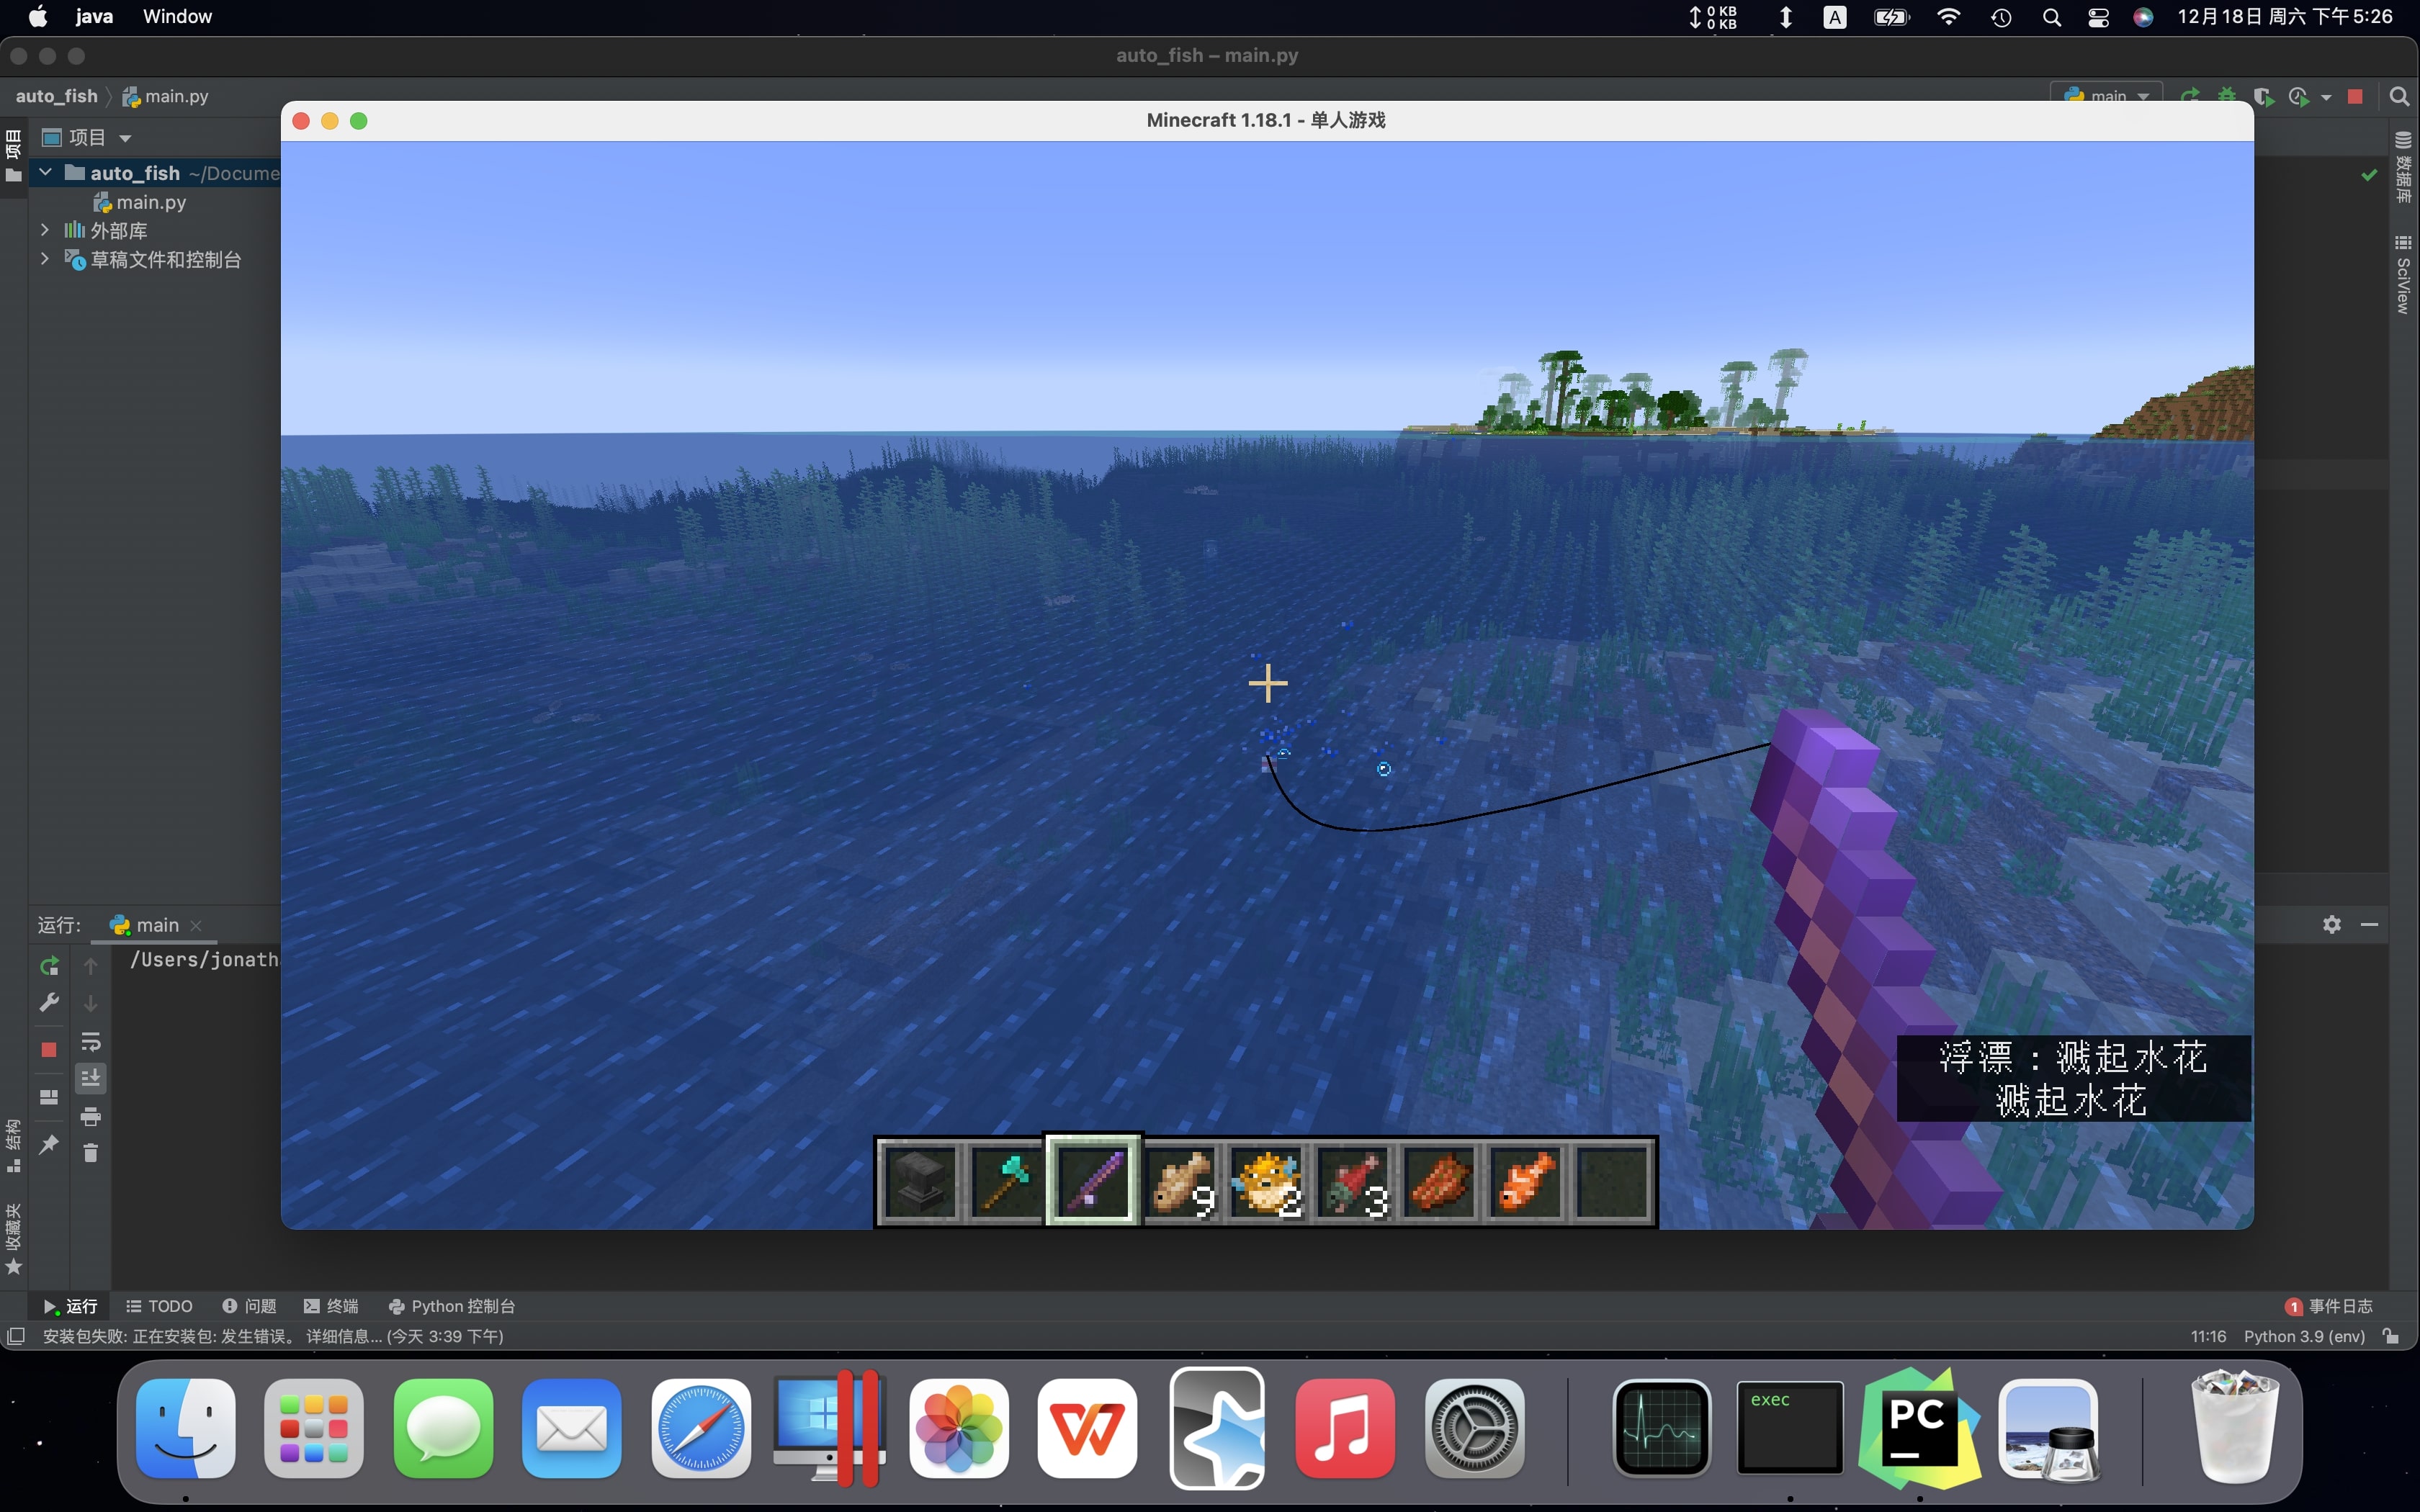 java Window 0 KB 0 KB A 12月18日 周六 下午5:26
auto_fish – main.py
auto_fish main.py main
Minecraft 1.18.1 - 单人游戏
项目
项目
auto_fish ~/Docume
main.py
外部库
草稿文件和控制台
数据库
SciView
运行: main
/Users/jonath
浮漂：溅起水花
溅起水花
9 2 3
结构
收藏夹
运行 TODO 问题 终端 Python 控制台 1 事件日志
安装包失败: 正在安装包: 发生错误。 详细信息... (今天 3:39 下午) 11:16 Python 3.9 (env)
exec
PC